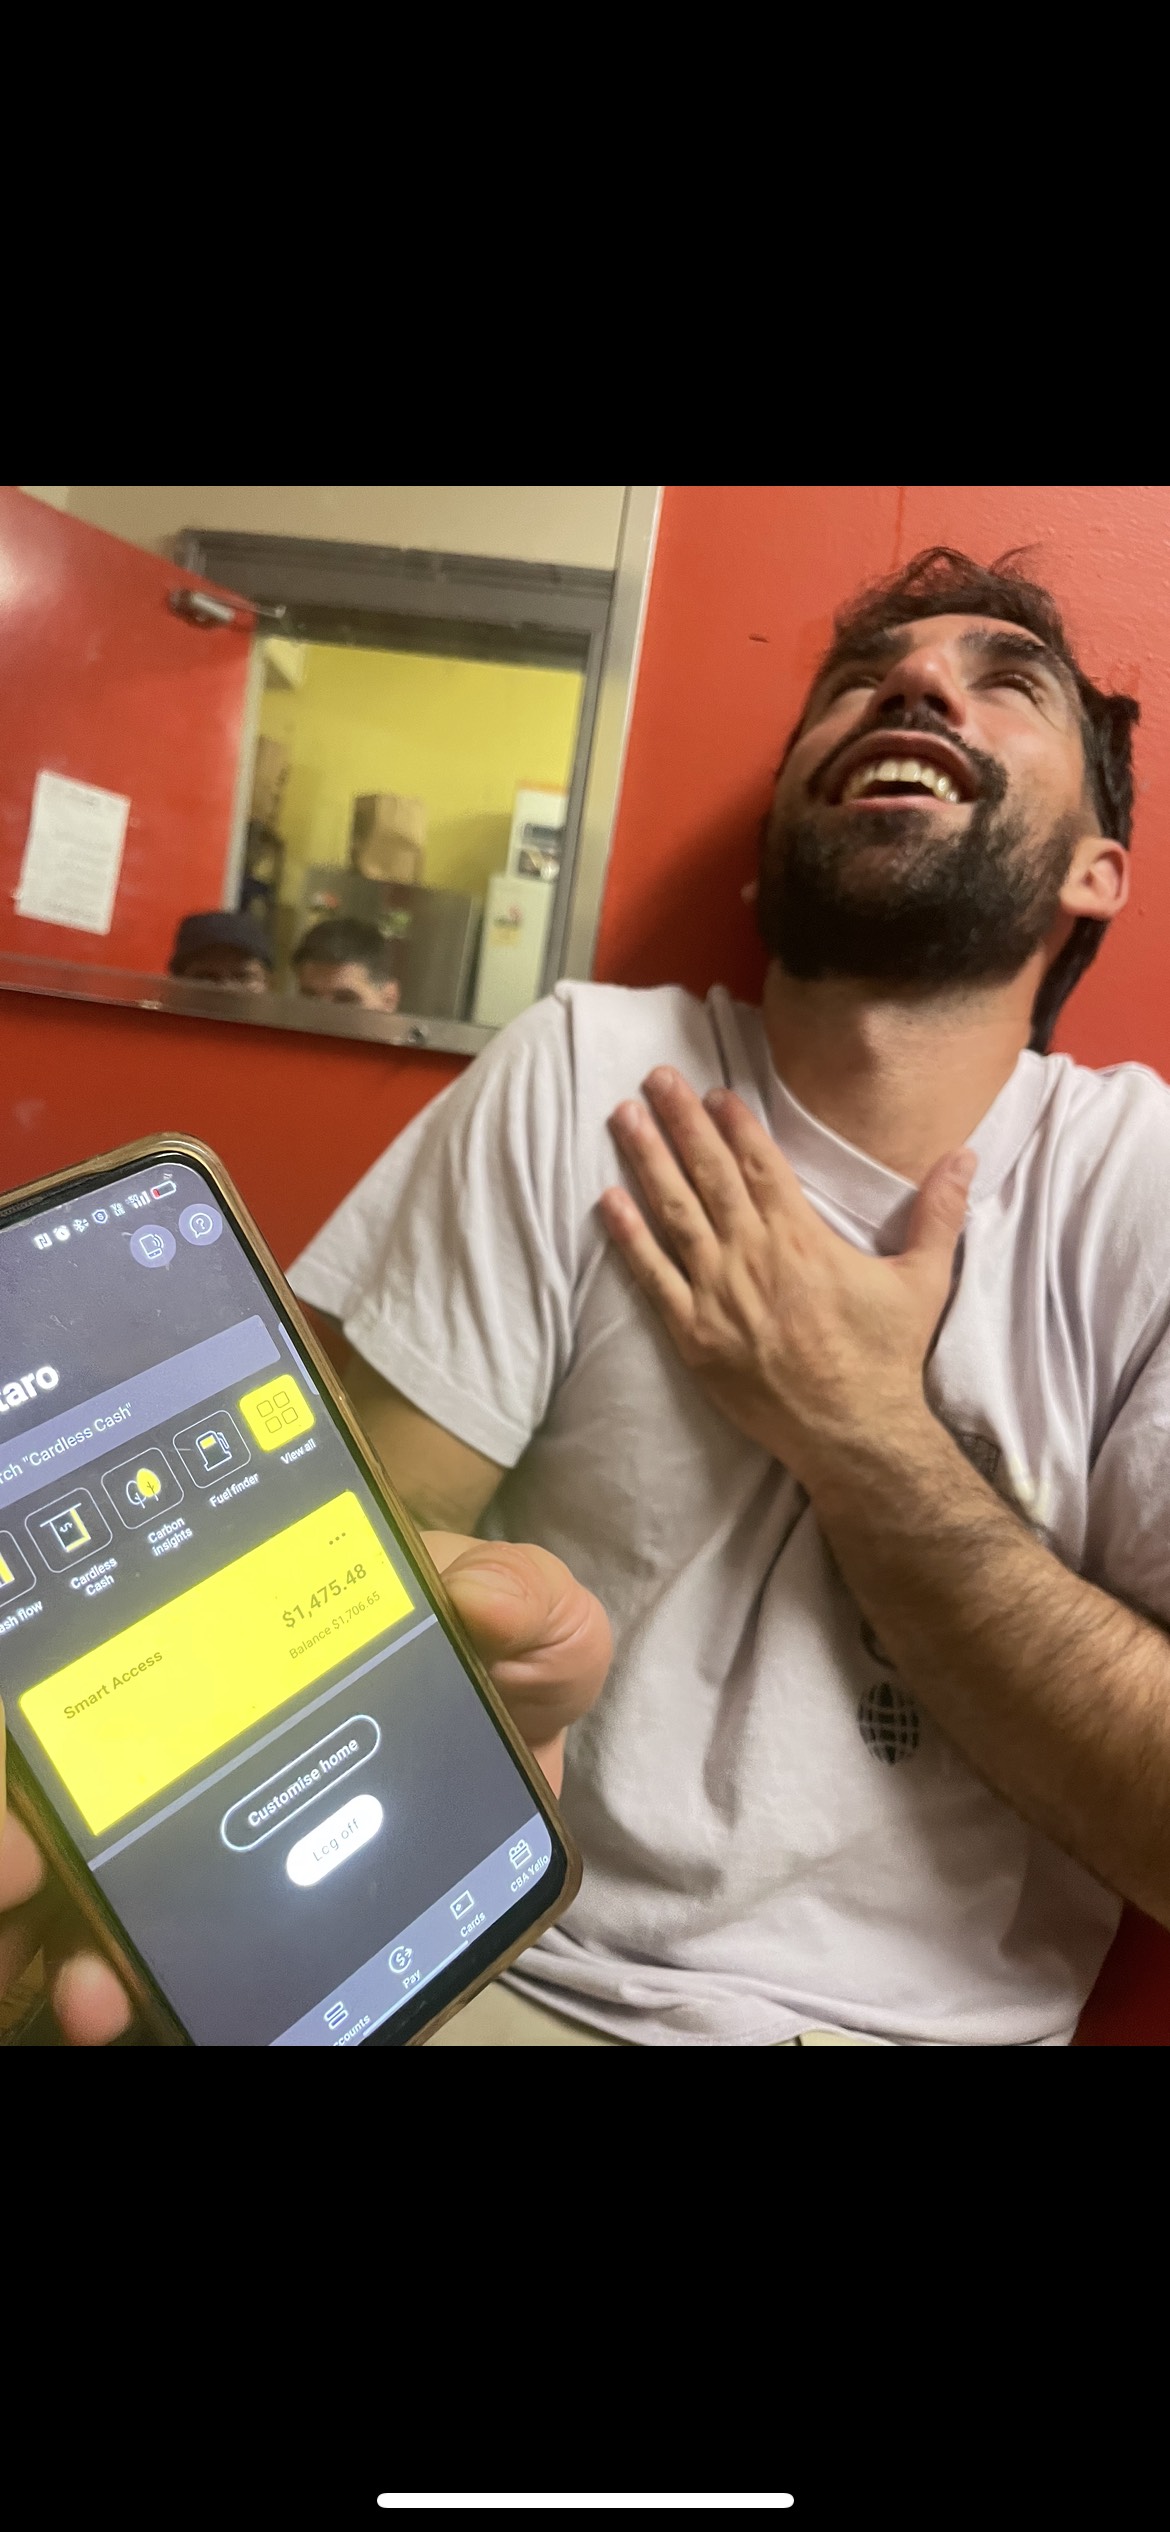 taro
rch "Cardless Cash"
ash flow
Cardless
Cash
Carbon
insights
Fuel finder
View all
Smart Access
$1,475.48
Balance $1,706.65
Customise home
Log off
ccounts
Pay
Cards
CBA Yello